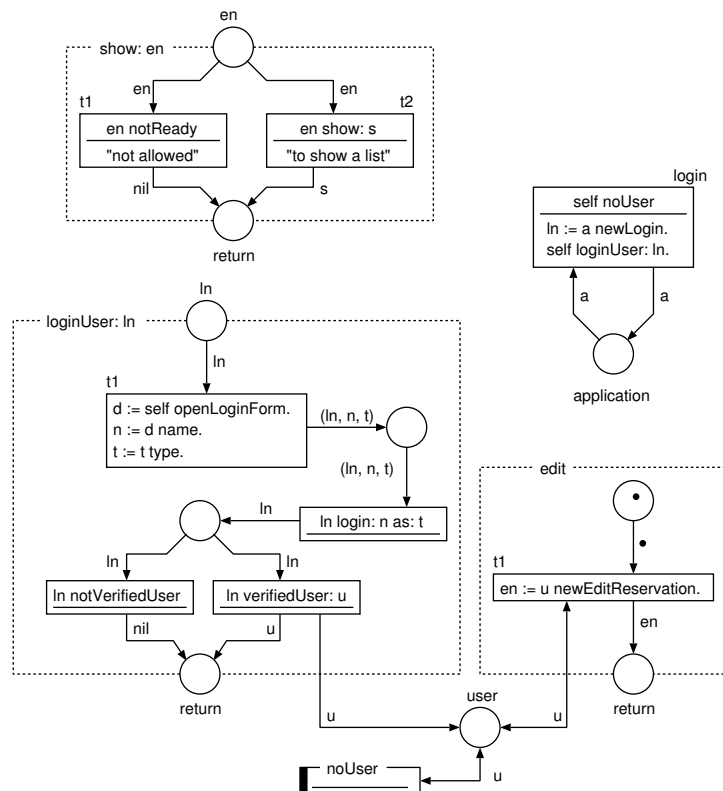 en
show: en
en
en
t1
t2
en notReady
en show: s
"not allowed"
"to show a list"
nil
s
return
login
self noUser
ln := a newLogin.
self loginUser: ln.
a
a
application
ln
loginUser: ln
ln
t1
d := self openLoginForm.
n := d name.
t := t type.
(ln, n, t)
(ln, n, t)
ln
ln login: n as: t
ln
ln
ln notVerifiedUser
ln verifiedUser: u
nil
u
return
u
edit
t1
en := u newEditReservation.
en
return
user
u
noUser
u